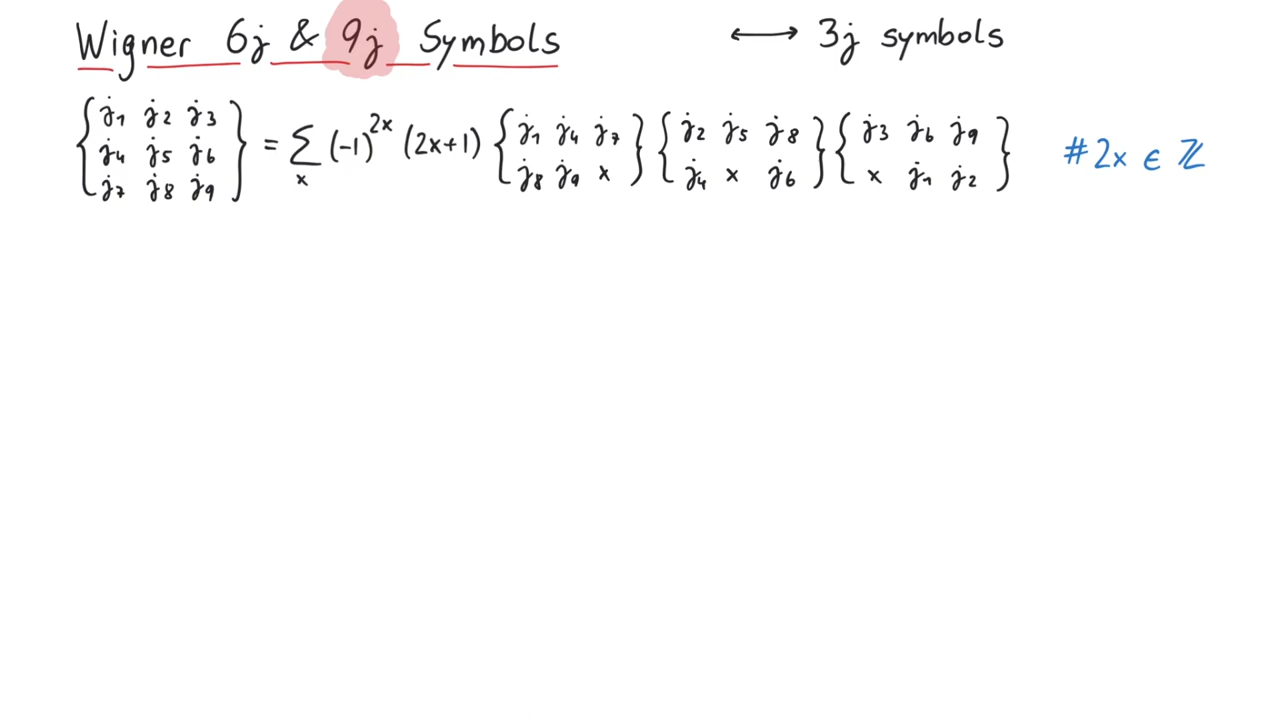 Wigner 6j & 9j Symbols ⟷ 3j symbols
{j₁ j₂ j₃ / j₄ j₅ j₆ / j₇ j₈ j₉} = ∑ₓ (-1)^{2x} (2x+1) {j₁ j₄ j₇ / j₈ j₉ x} {j₂ j₅ j₈ / j₄ x j₆} {j₃ j₆ j₉ / x j₁ j₂} #2x ∈ ℤ